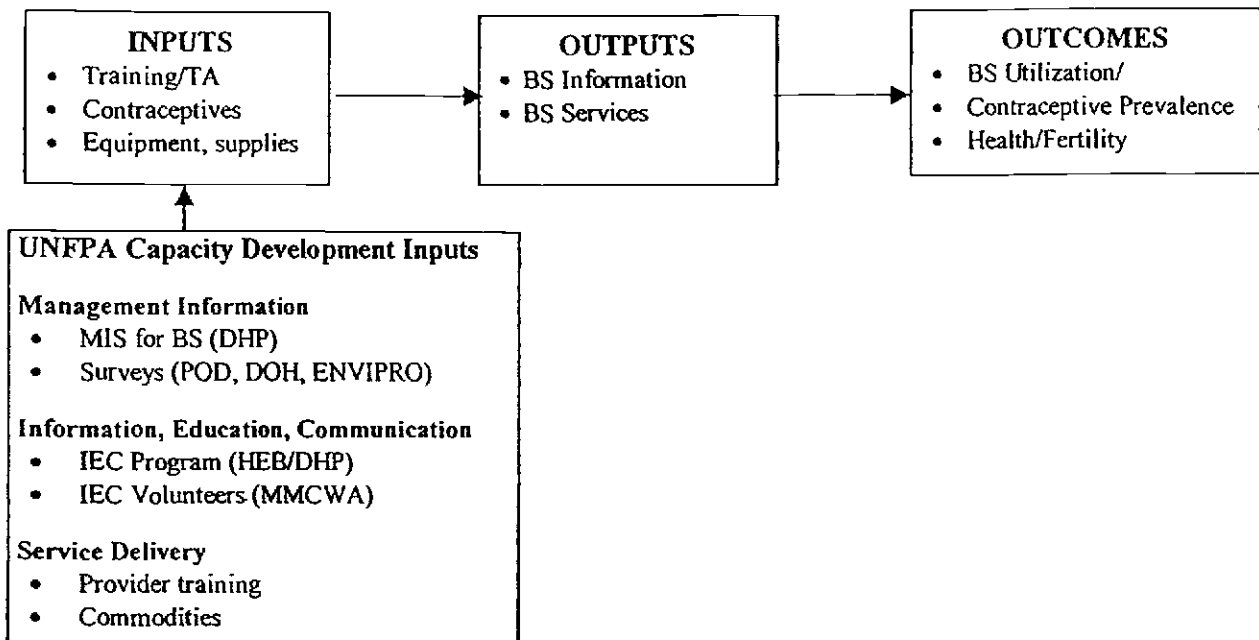 INPUTS
• Training/TA
• Contraceptives
• Equipment, supplies
OUTPUTS
• BS Information
• BS Services
OUTCOMES
• BS Utilization/
• Contraceptive Prevalence
• Health/Fertility
UNFPA Capacity Development Inputs
Management Information
• MIS for BS (DHP)
• Surveys (POD, DOH, ENVIPRO)
Information, Education, Communication
• IEC Program (HEB/DHP)
• IEC Volunteers (MMCWA)
Service Delivery
• Provider training
• Commodities